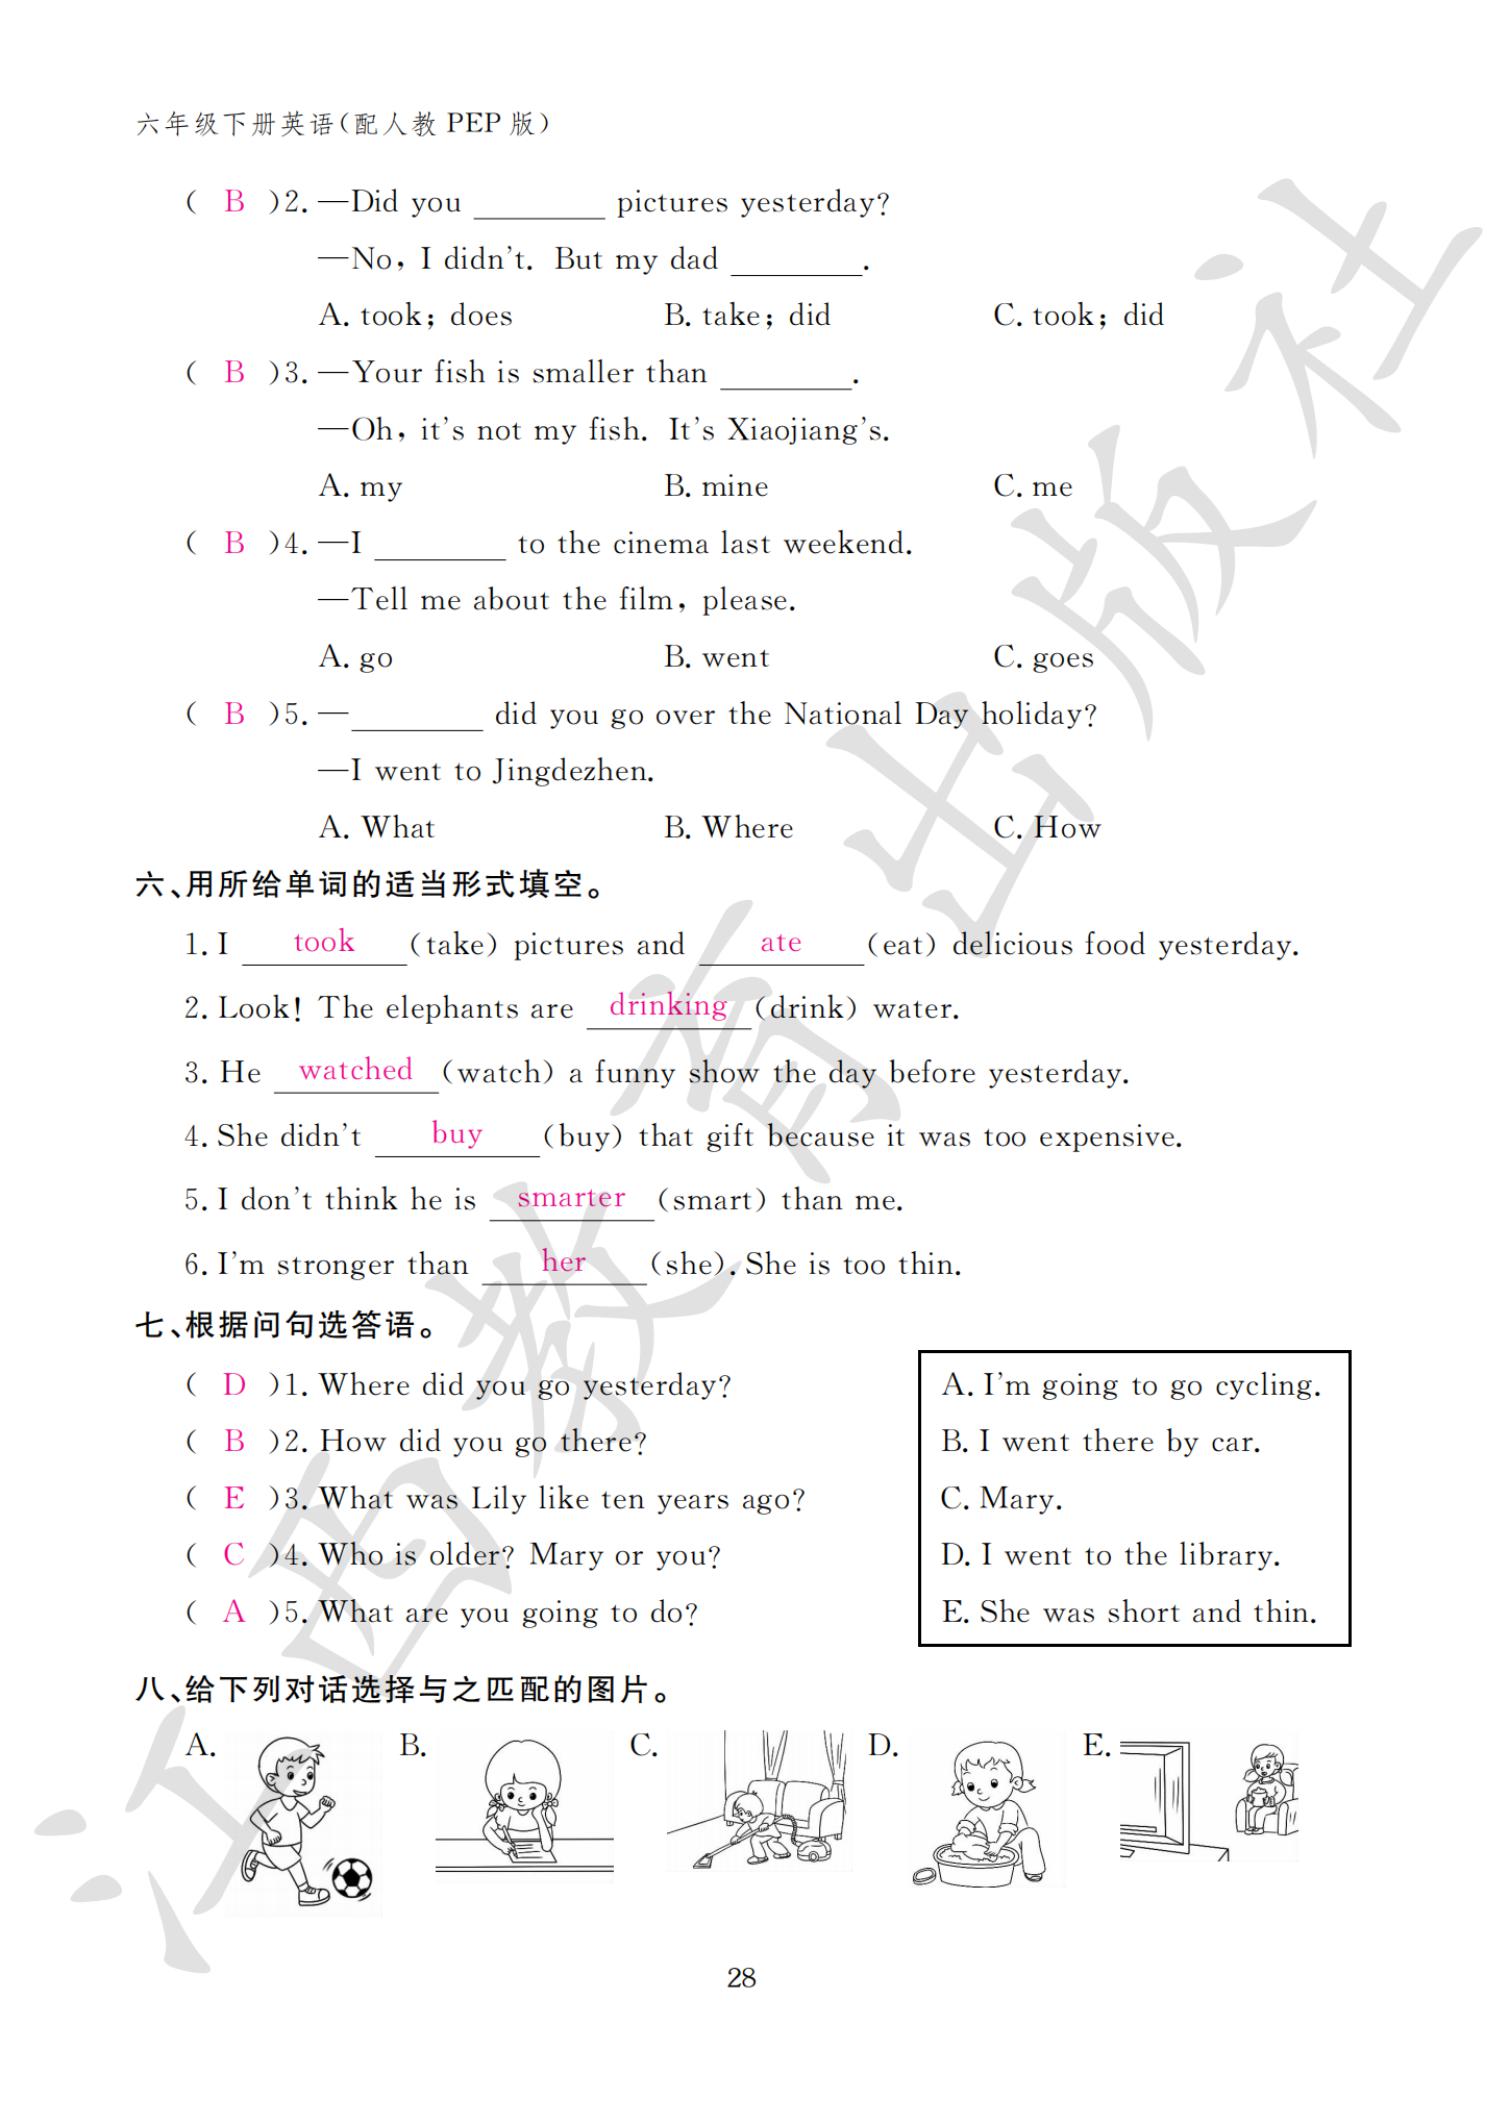 六年级下册英语(配人教 PEP 版)
( B )2. —Did you ________ pictures yesterday?
—No, I didn't. But my dad ________.
A. took; does B. take; did C. took; did
( B )3. —Your fish is smaller than ________.
—Oh, it's not my fish. It's Xiaojiang's.
A. my B. mine C. me
( B )4. —I ________ to the cinema last weekend.
—Tell me about the film, please.
A. go B. went C. goes
( B )5. —________ did you go over the National Day holiday?
—I went to Jingdezhen.
A. What B. Where C. How
六、用所给单词的适当形式填空。
1. I took (take) pictures and ate (eat) delicious food yesterday.
2. Look! The elephants are drinking (drink) water.
3. He watched (watch) a funny show the day before yesterday.
4. She didn't buy (buy) that gift because it was too expensive.
5. I don't think he is smarter (smart) than me.
6. I'm stronger than her (she). She is too thin.
七、根据问句选答语。
( D )1. Where did you go yesterday? A. I'm going to go cycling.
( B )2. How did you go there? B. I went there by car.
( E )3. What was Lily like ten years ago? C. Mary.
( C )4. Who is older? Mary or you? D. I went to the library.
( A )5. What are you going to do? E. She was short and thin.
八、给下列对话选择与之匹配的图片。
A. B. C. D. E.
28
江西教育出版社